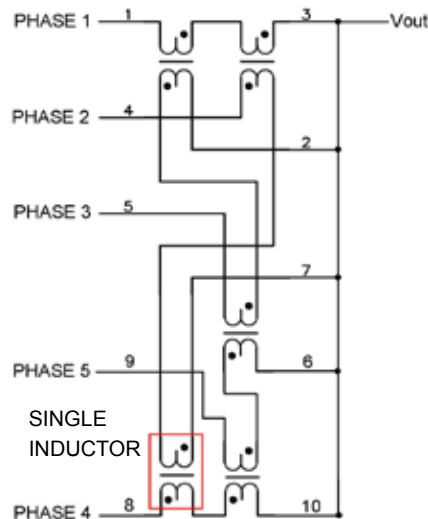 PHASE 1 1 3 Vout
PHASE 2 4
2
PHASE 3 5
7
PHASE 5 9 6
SINGLE
INDUCTOR
PHASE 4 8 10